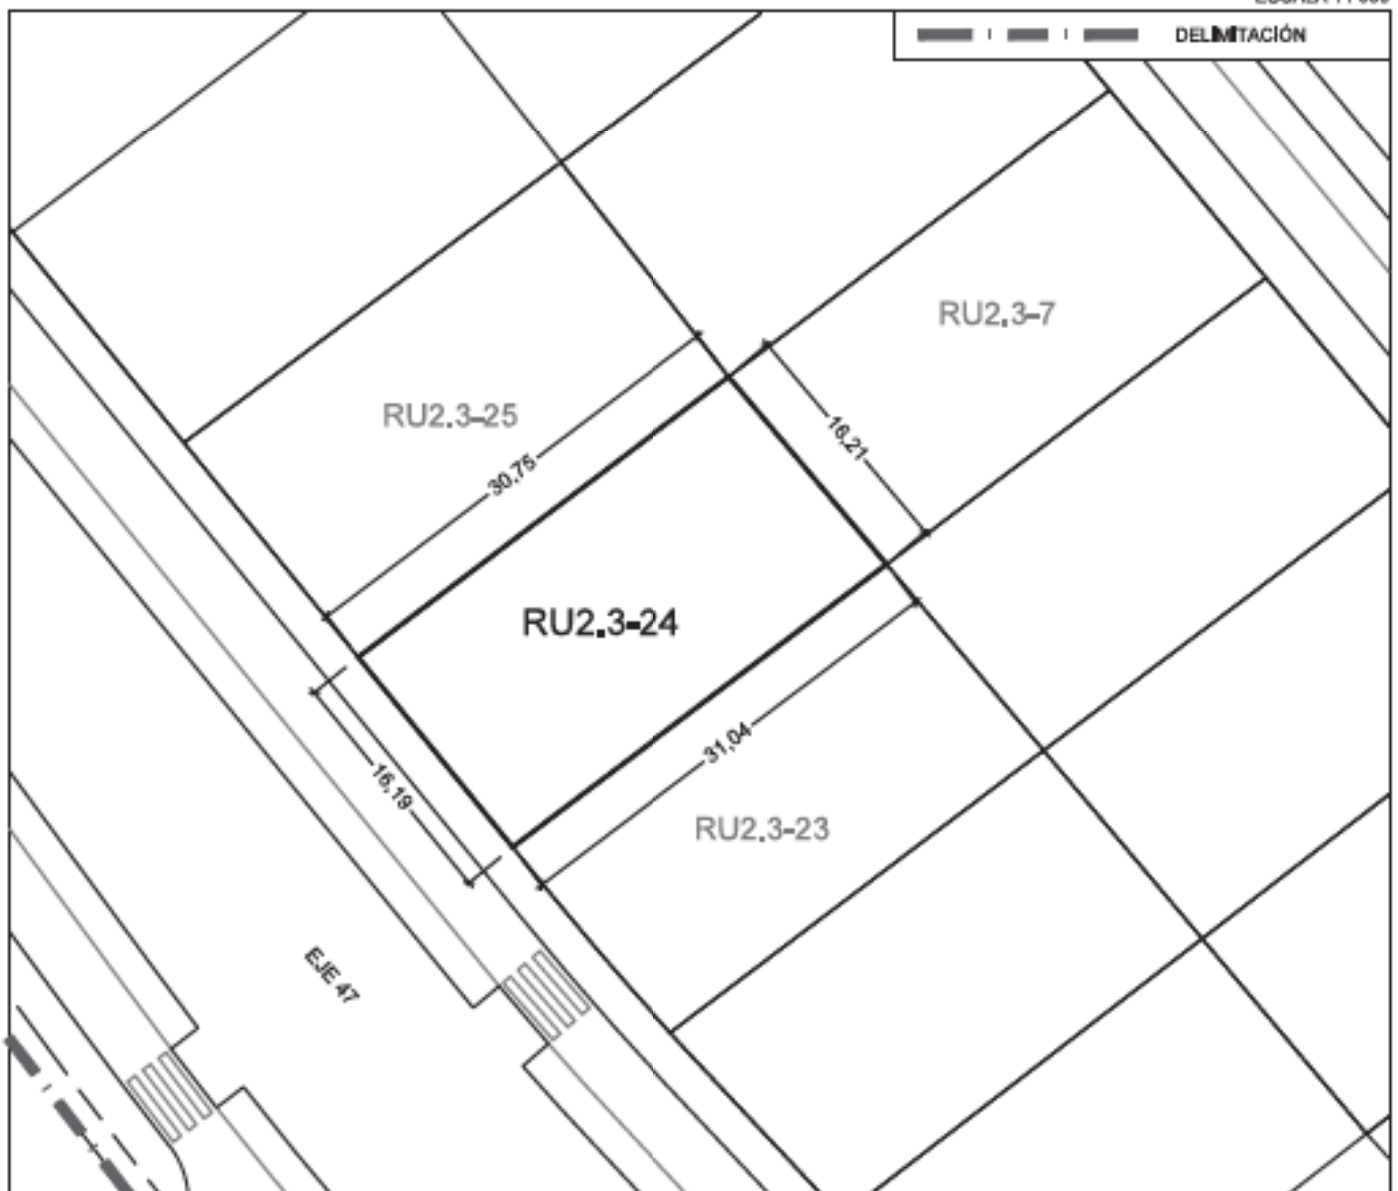 DELIMITACIÓN
RU2.3-7
RU2.3-25
16,21
30,75
RU2.3-24
31,04
16,19
RU2.3-23
EJE 47